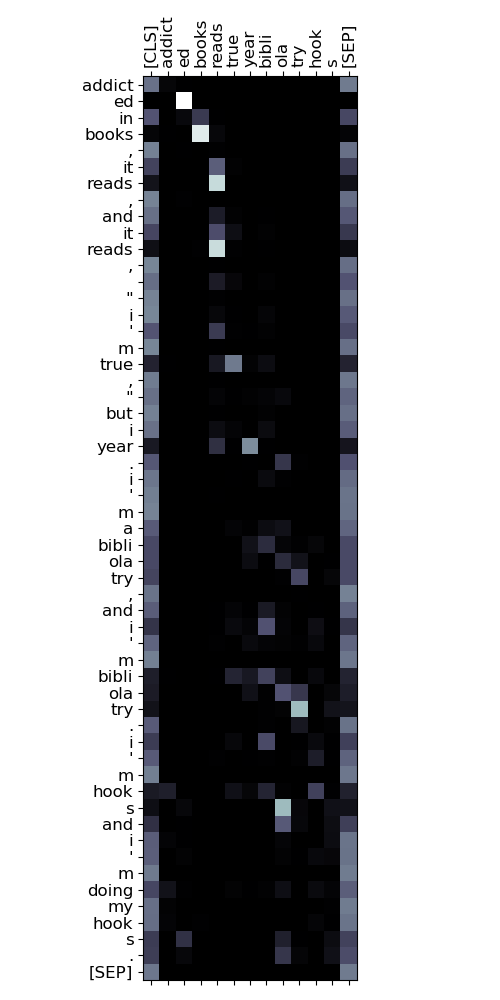 [CLS] addict ed books reads true year bibli ola try hook s [SEP]
addict
ed
in
books
,
it
reads
,
and
it
reads
,
"
i
'
m
true
,
"
but
i
year
.
i
'
m
a
bibli
ola
try
,
and
i
'
m
bibli
ola
try
.
i
'
m
hook
s
and
i
'
m
doing
my
hook
s
.
[SEP]